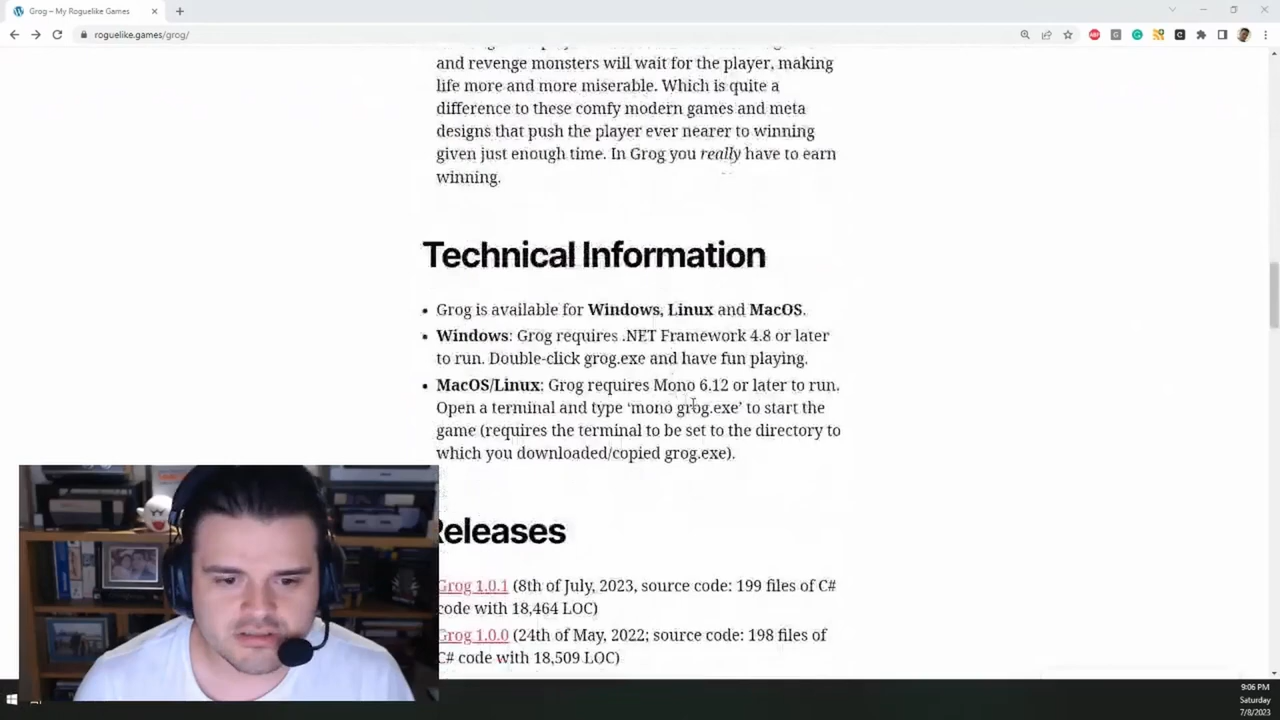 Grog – My Roguelike Games
roguelike.games/grog/
and revenge monsters will wait for the player, making
life more and more miserable. Which is quite a
difference to these comfy modern games and meta
designs that push the player ever nearer to winning
given just enough time. In Grog you really have to earn
winning.
Technical Information
• Grog is available for Windows, Linux and MacOS.
• Windows: Grog requires .NET Framework 4.8 or later
to run. Double-click grog.exe and have fun playing.
• MacOS/Linux: Grog requires Mono 6.12 or later to run.
Open a terminal and type ‘mono grog.exe’ to start the
game (requires the terminal to be set to the directory to
which you downloaded/copied grog.exe).
Releases
Grog 1.0.1 (8th of July, 2023, source code: 199 files of C#
code with 18,464 LOC)
Grog 1.0.0 (24th of May, 2022; source code: 198 files of
C# code with 18,509 LOC)
9:06 PM
Saturday
7/8/2023